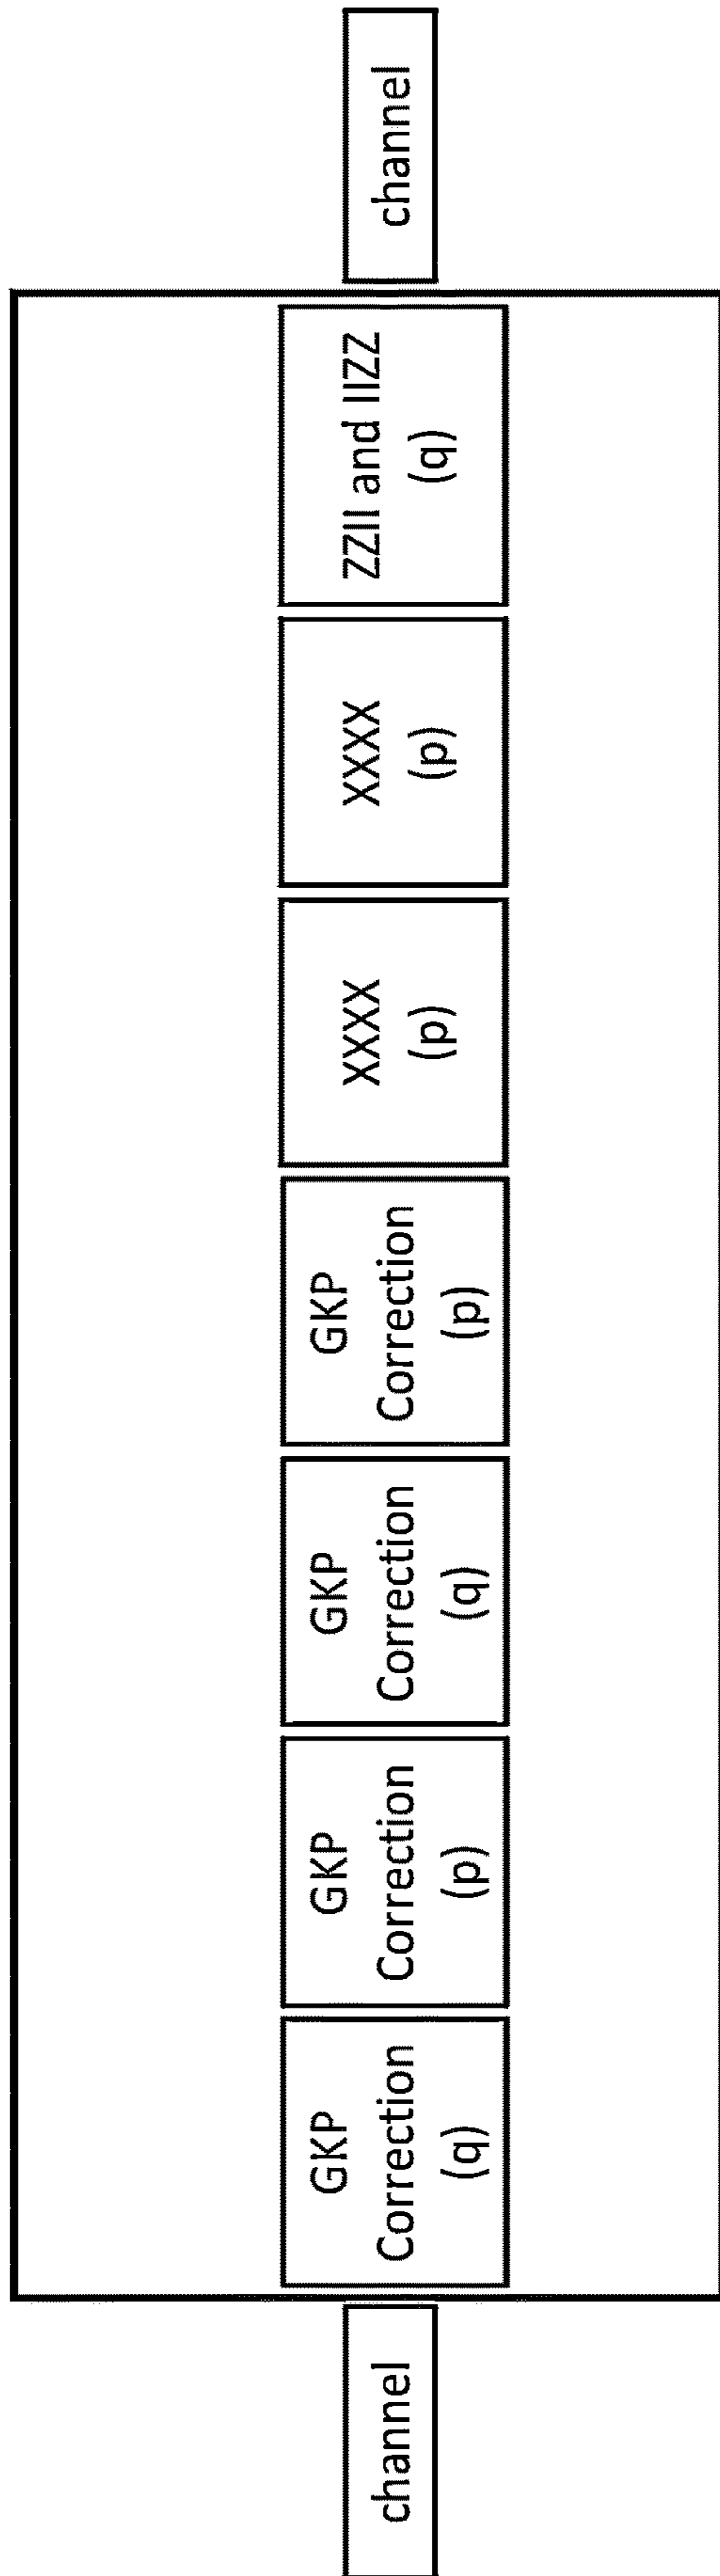 channel
GKP
Correction
(q)
GKP
Correction
(p)
GKP
Correction
(q)
GKP
Correction
(p)
XXXX
(p)
XXXX
(p)
ZZII and IIZZ
(q)
channel